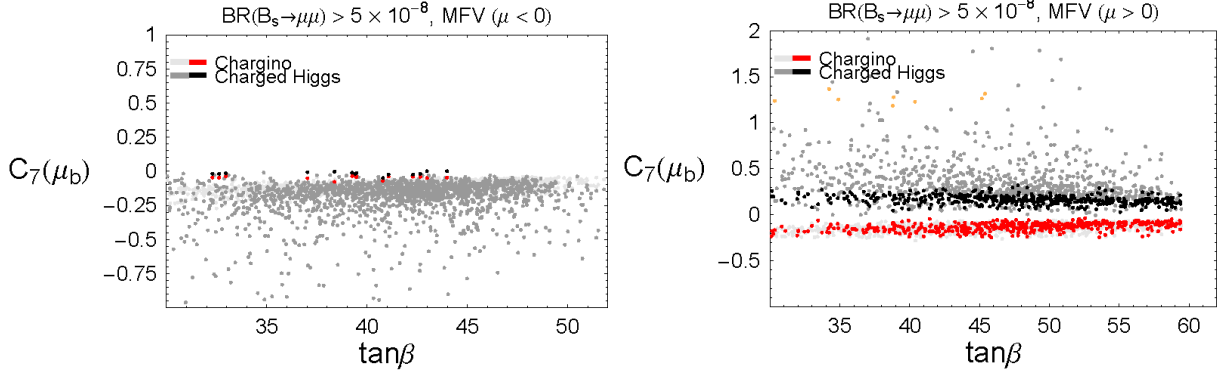 BR(Bₛ→μμ) > 5 × 10⁻⁸, MFV (μ < 0)
1
0.75
0.5
0.25
0
−0.25
−0.5
−0.75
Chargino
Charged Higgs
C₇(μ_b)
35
40
45
50
tanβ
BR(Bₛ→μμ) > 5 × 10⁻⁸, MFV (μ > 0)
2
1.5
1
0.5
0
−0.5
Chargino
Charged Higgs
C₇(μ_b)
35
40
45
50
55
60
tanβ